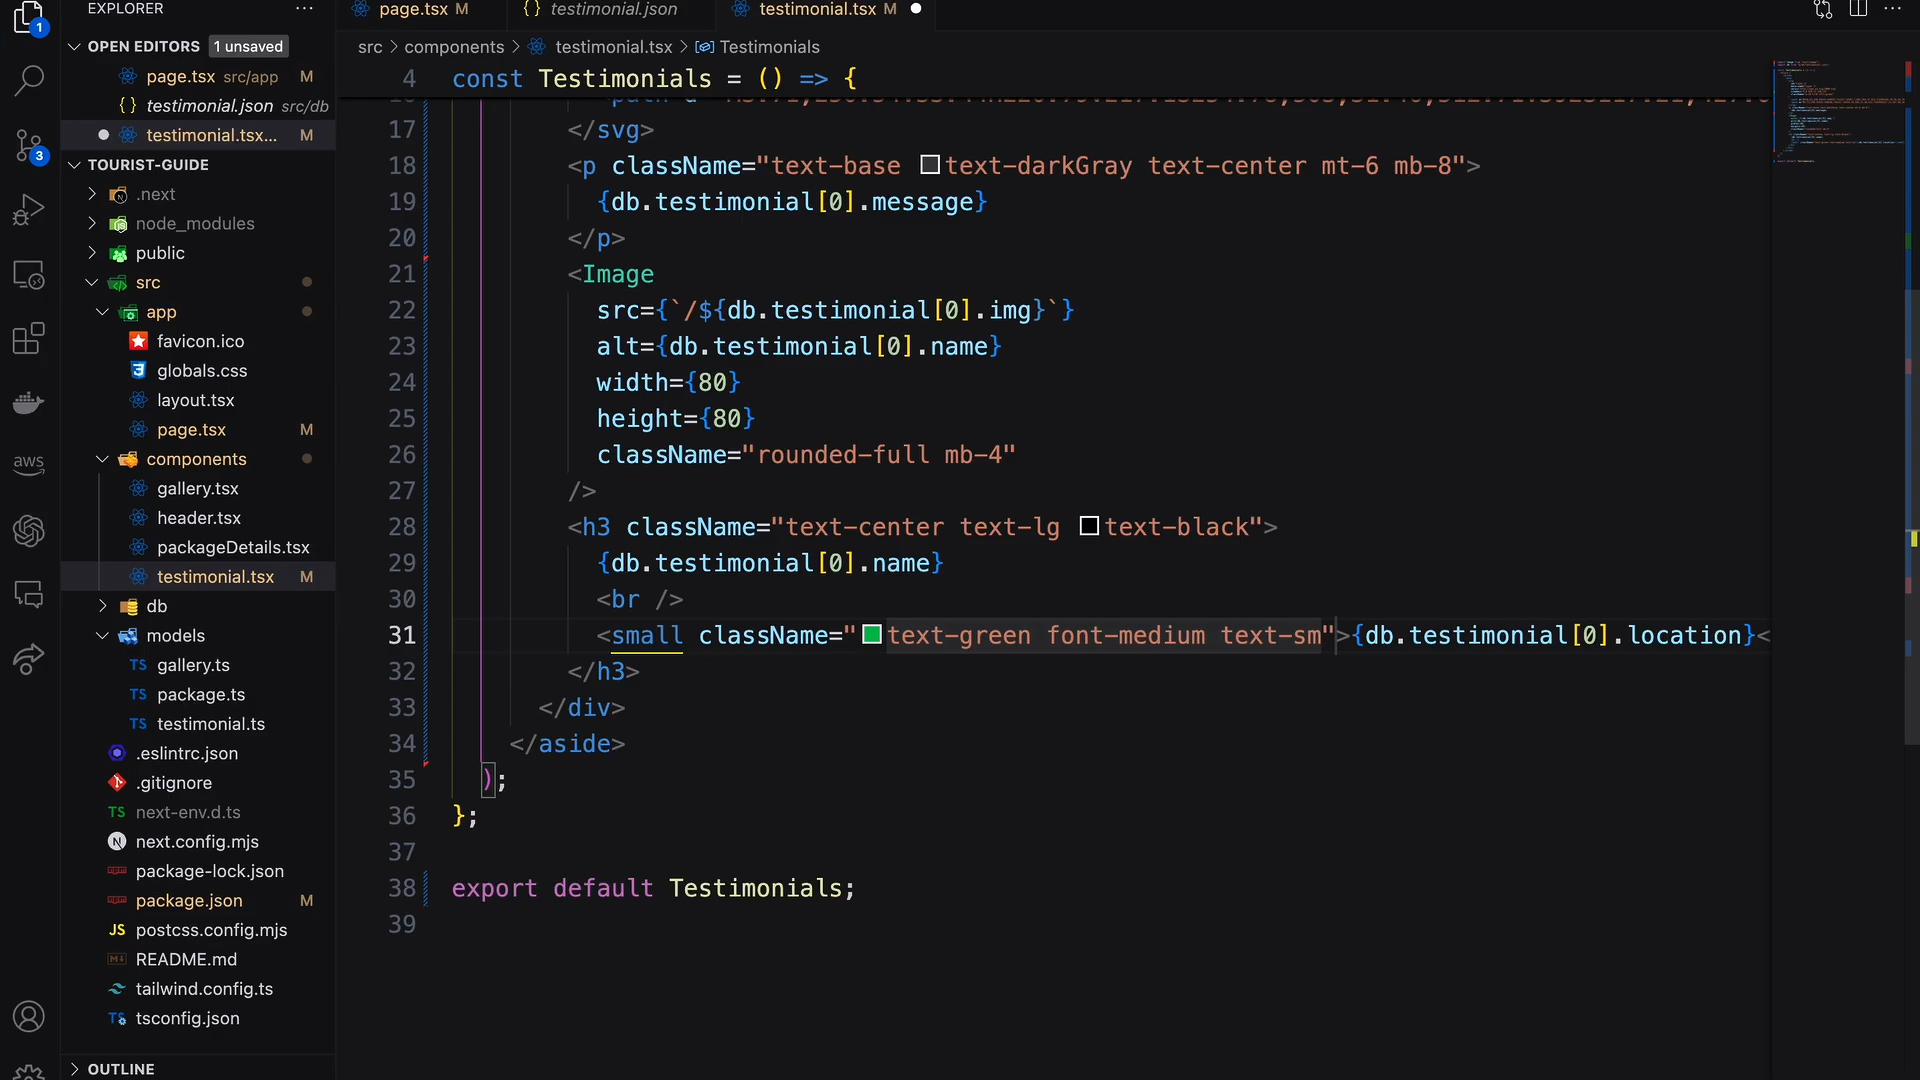 EXPLORER
OPEN EDITORS 1 unsaved
page.tsx src/app M
testimonial.json src/db
testimonial.tsx... M
TOURIST-GUIDE
.next
node_modules
public
src
app
favicon.ico
globals.css
layout.tsx
page.tsx M
components
gallery.tsx
header.tsx
packageDetails.tsx
testimonial.tsx M
db
models
TS gallery.ts
TS package.ts
TS testimonial.ts
.eslintrc.json
.gitignore
TS next-env.d.ts
next.config.mjs
package-lock.json
package.json M
JS postcss.config.mjs
README.md
tailwind.config.ts
TS tsconfig.json
OUTLINE
1
3
aws
page.tsx M
{} testimonial.json
testimonial.tsx M
src > components > testimonial.tsx > Testimonials
4 const Testimonials = () => {
17 </svg>
18 <p className="text-base text-darkGray text-center mt-6 mb-8">
19 {db.testimonial[0].message}
20 </p>
21 <Image
22 src={`/${db.testimonial[0].img}`}
23 alt={db.testimonial[0].name}
24 width={80}
25 height={80}
26 className="rounded-full mb-4"
27 />
28 <h3 className="text-center text-lg text-black">
29 {db.testimonial[0].name}
30 <br />
31 <small className="text-green font-medium text-sm">{db.testimonial[0].location}<
32 </h3>
33 </div>
34 </aside>
35 );
36 };
37
38 export default Testimonials;
39